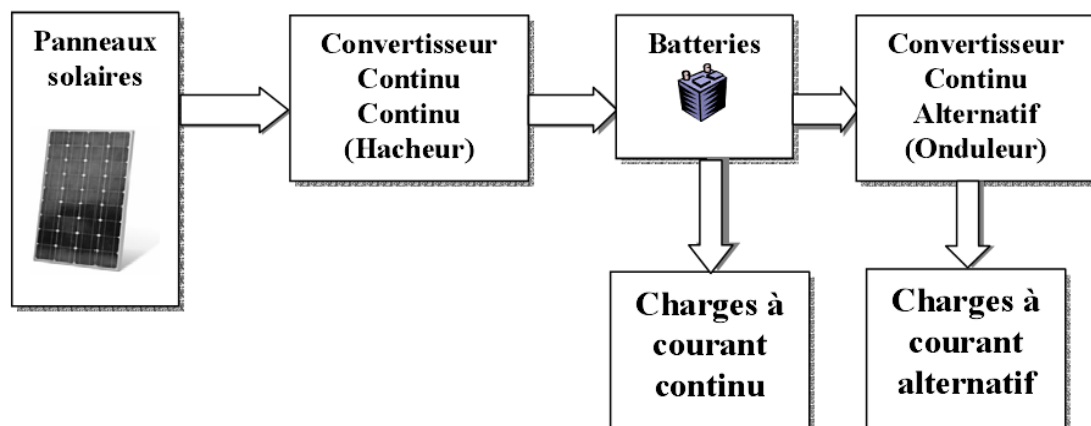 Panneaux
solaires
Convertisseur
Continu
Continu
(Hacheur)
Batteries
Convertisseur
Continu
Alternatif
(Onduleur)
Charges à
courant
continu
Charges à
courant
alternatif